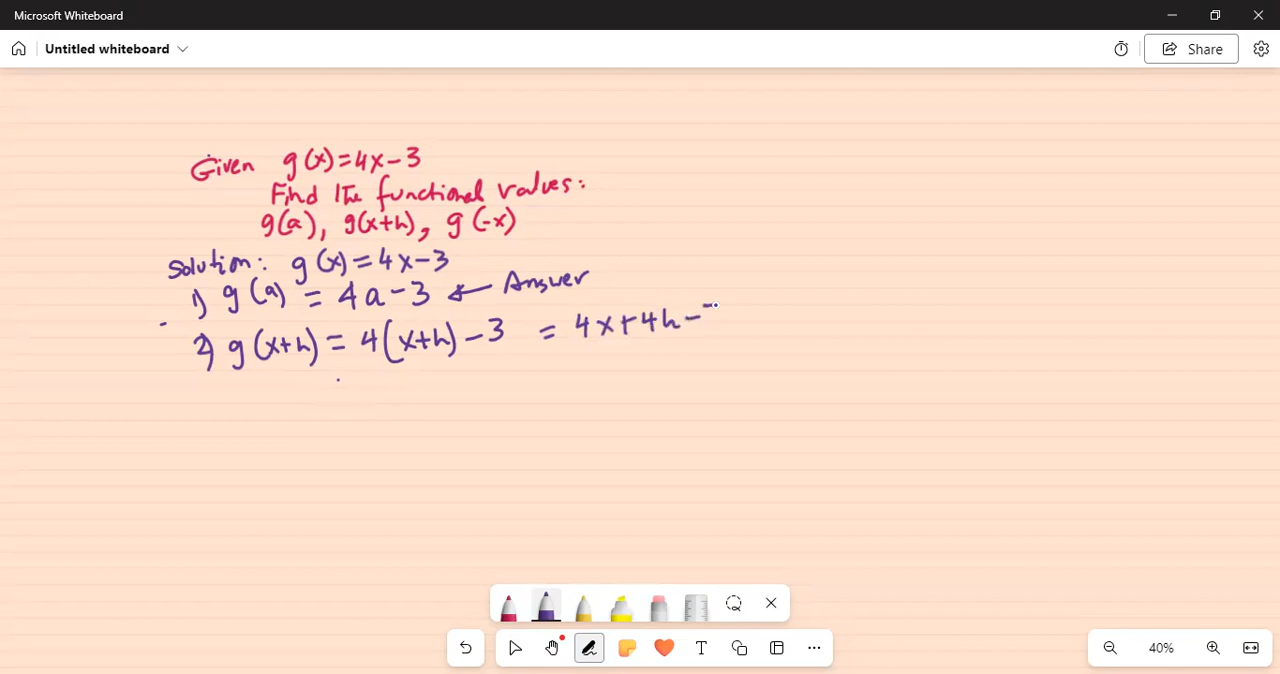 Microsoft Whiteboard
Untitled whiteboard
Share
Given g(x)=4x-3
Find the functional values:
g(a), g(x+h), g(-x)
Solution: g(x)=4x-3
1) g(a) = 4a-3 ← Answer
2) g(x+h) = 4(x+h)-3 = 4x+4h-
40%